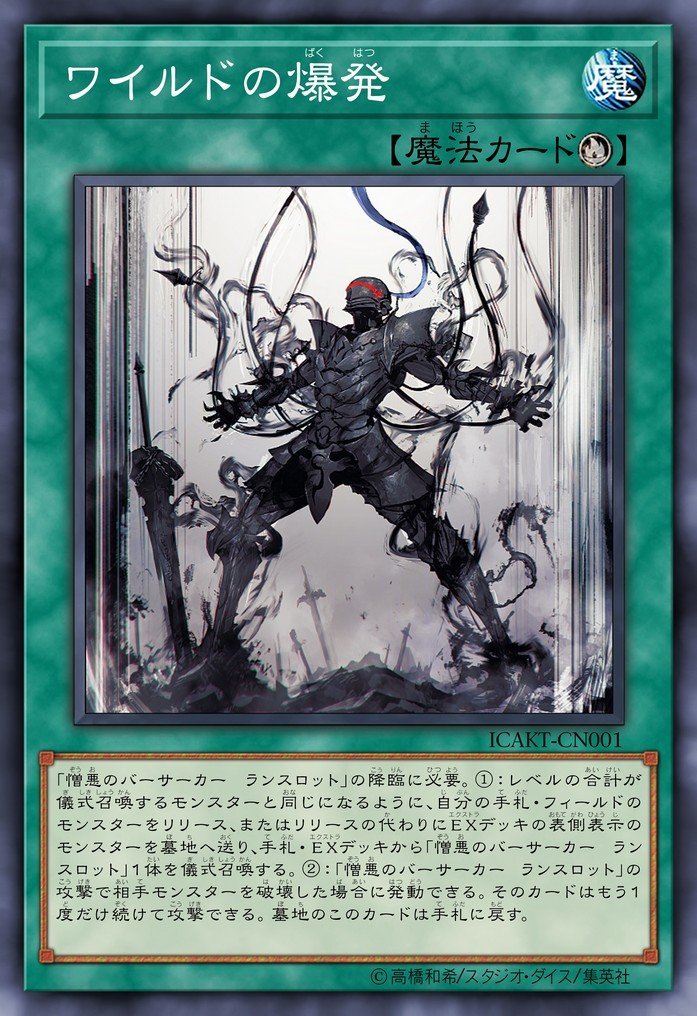 ワイルドの爆発
魔
【魔法カード】
ICAKT-CN001
「憎悪のバーサーカー　ランスロット」の降臨に必要。①：レベルの合計が
儀式召喚するモンスターと同じになるように、自分の手札・フィールドの
モンスターをリリース、またはリリースの代わりにEXデッキの表側表示の
モンスターを墓地へ送り、手札・EXデッキから「憎悪のバーサーカー　ラン
スロット」1体を儀式召喚する。②：「憎悪のバーサーカー　ランスロット」の
攻撃で相手モンスターを破壊した場合に発動できる。そのカードはもう1
度だけ続けて攻撃できる。墓地のこのカードは手札に戻す。
©高橋和希/スタジオ・ダイス/集英社